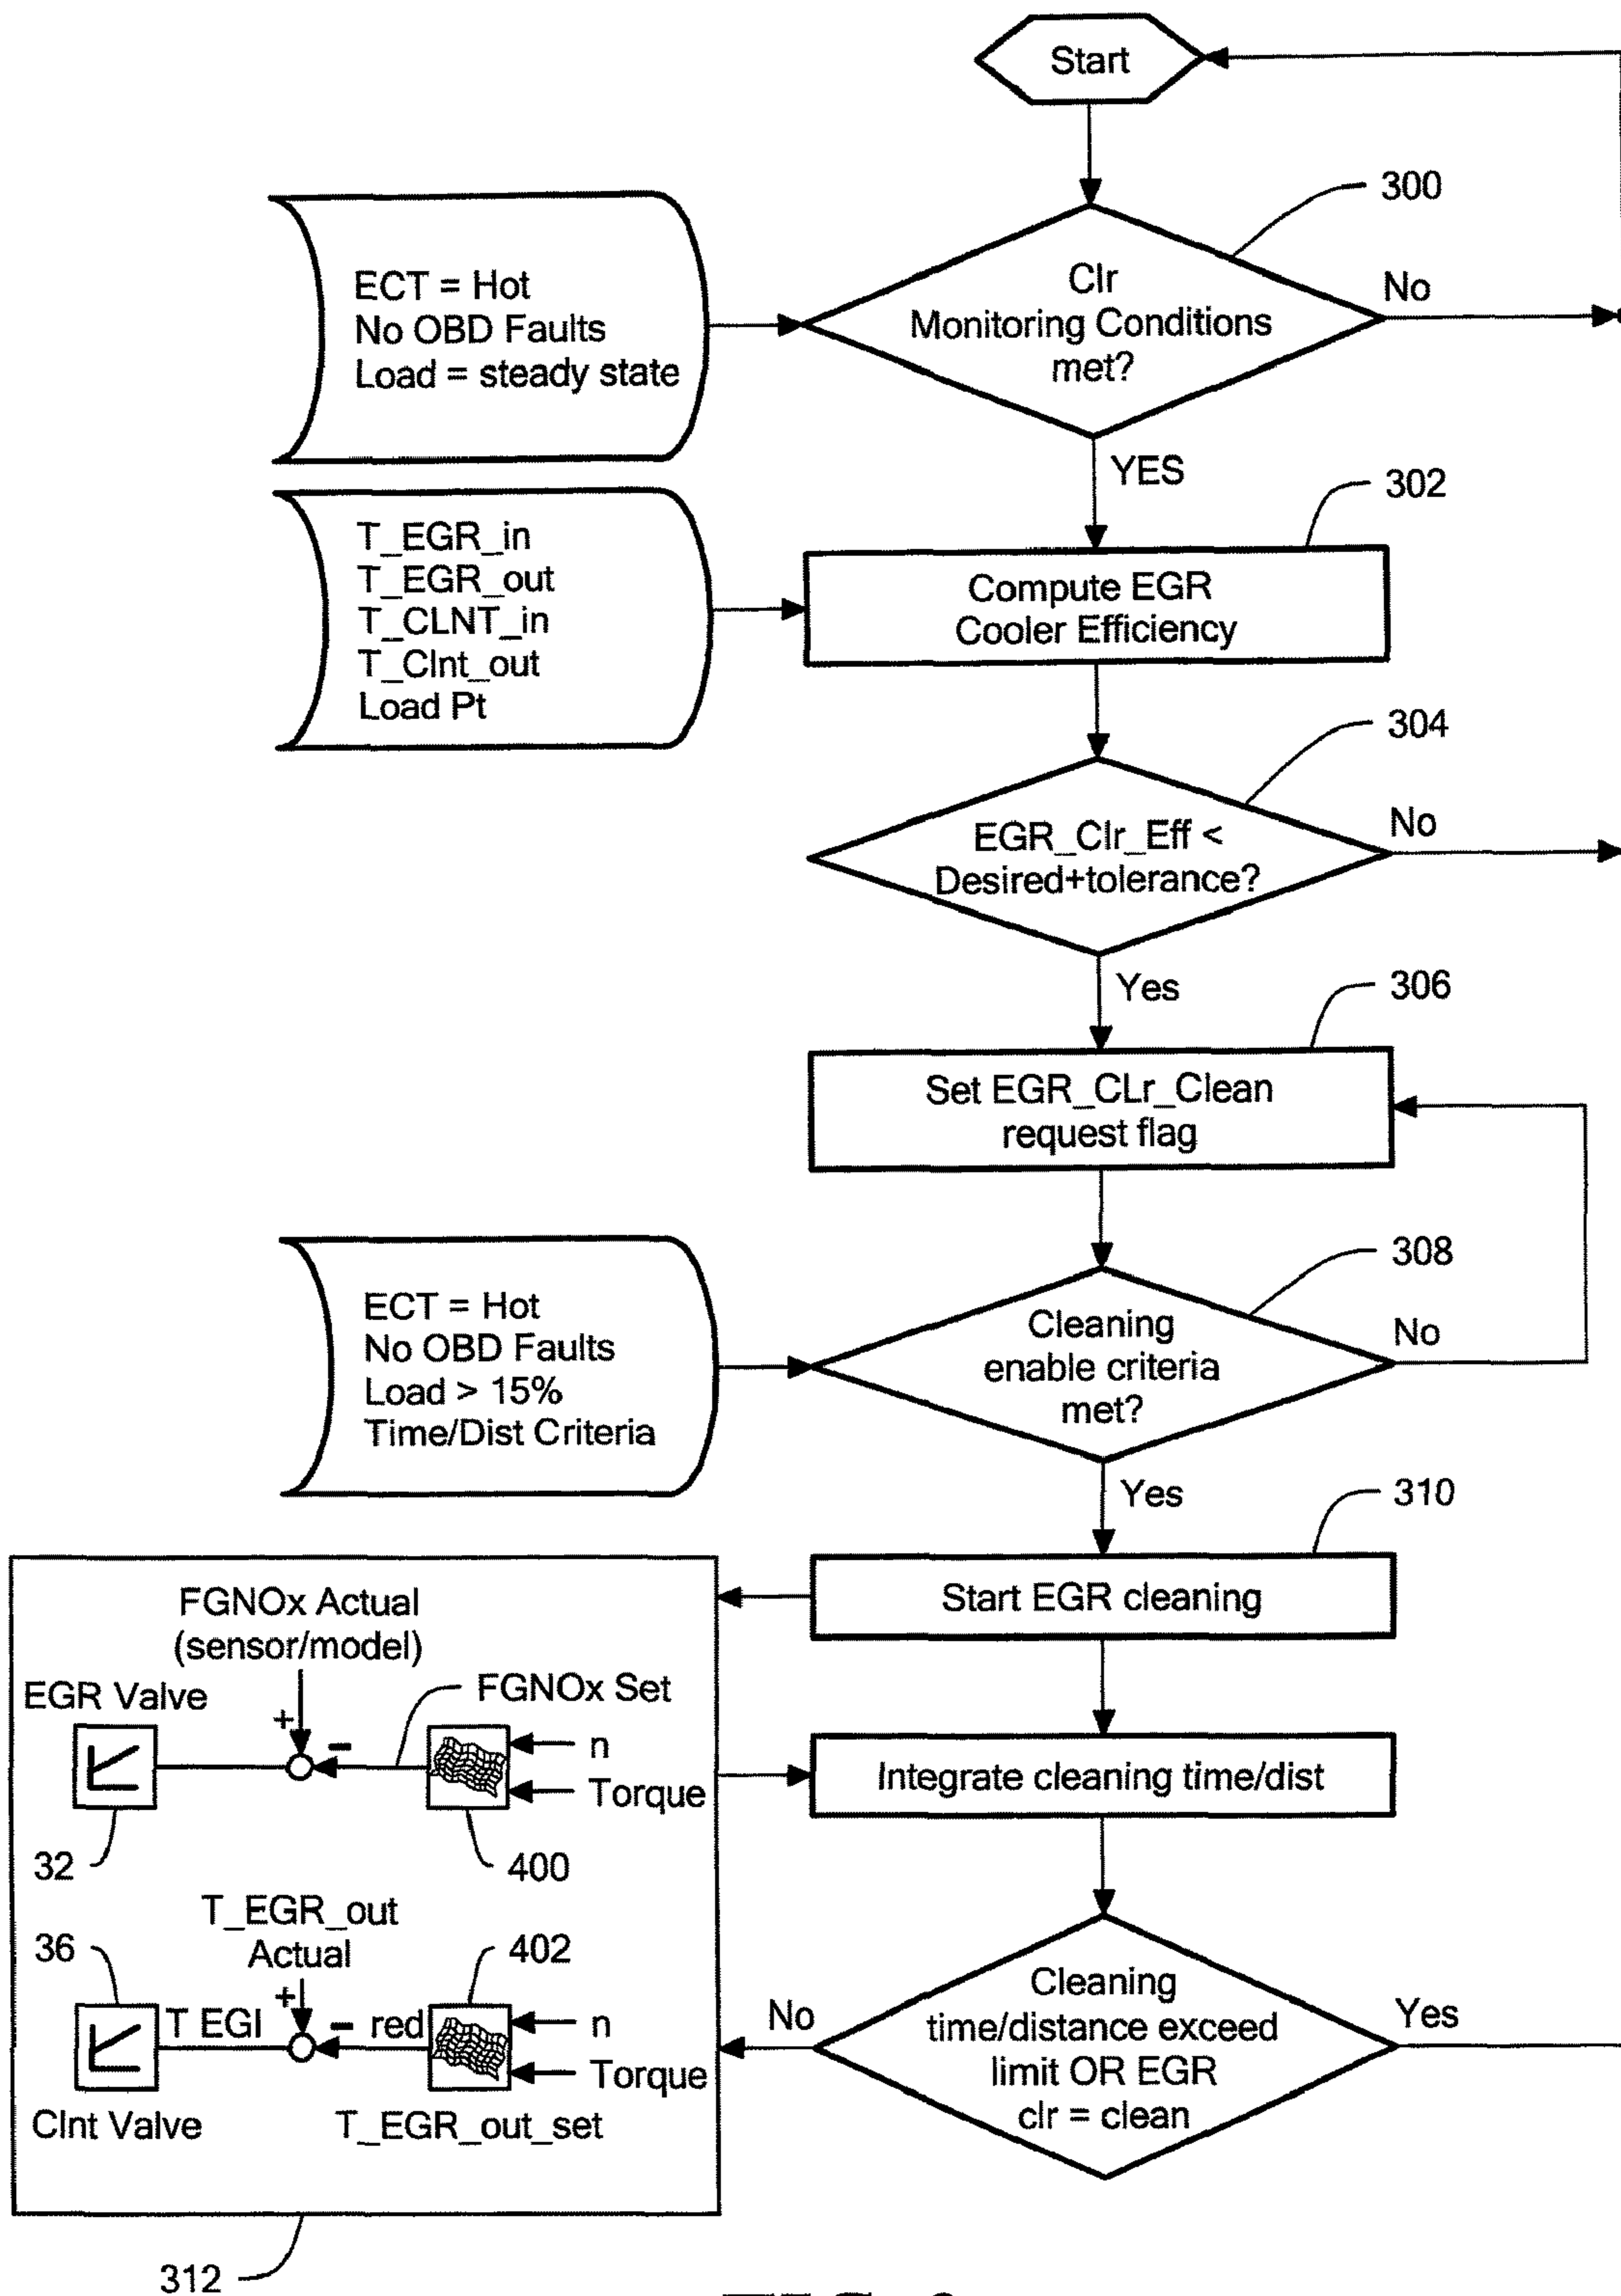 Start
300
ECT = Hot
No OBD Faults
Load = steady state
Clr
Monitoring Conditions
met?
No
YES
302
T_EGR_in
T_EGR_out
T_CLNT_in
T_Clnt_out
Load Pt
Compute EGR
Cooler Efficiency
304
EGR_Clr_Eff <
Desired+tolerance?
No
Yes
306
Set EGR_CLr_Clean
request flag
308
ECT = Hot
No OBD Faults
Load > 15%
Time/Dist Criteria
Cleaning
enable criteria
met?
No
Yes
310
Start EGR cleaning
FGNOx Actual
(sensor/model)
EGR Valve
FGNOx Set
+
-
n
Torque
32
400
Integrate cleaning time/dist
T_EGR_out
Actual
36
402
+
T EGI
-
red
n
Torque
Clnt Valve
T_EGR_out_set
No
Cleaning
time/distance exceed
limit OR EGR
clr = clean
Yes
312